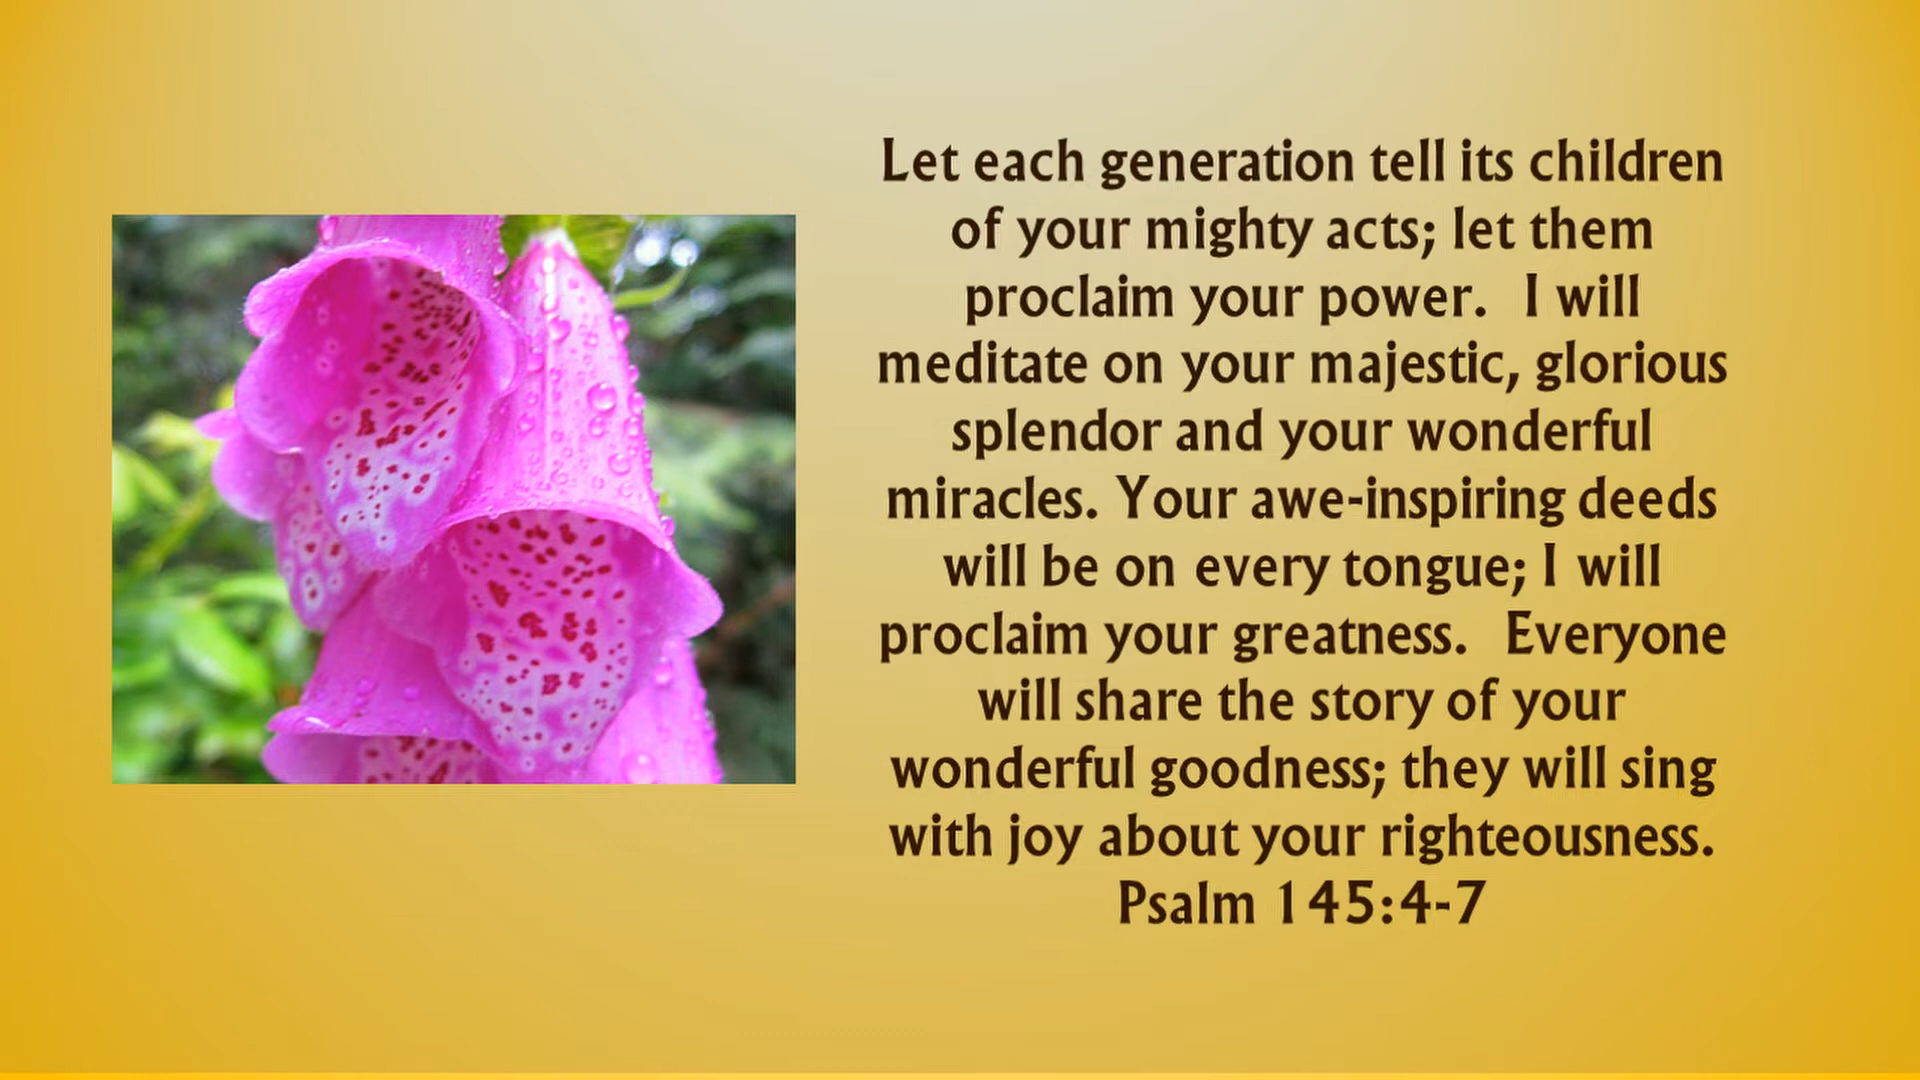 Let each generation tell its children
of your mighty acts; let them
proclaim your power.   I will
meditate on your majestic, glorious
splendor and your wonderful
miracles. Your awe-inspiring deeds
will be on every tongue; I will
proclaim your greatness.   Everyone
will share the story of your
wonderful goodness; they will sing
with joy about your righteousness.
Psalm 145:4-7